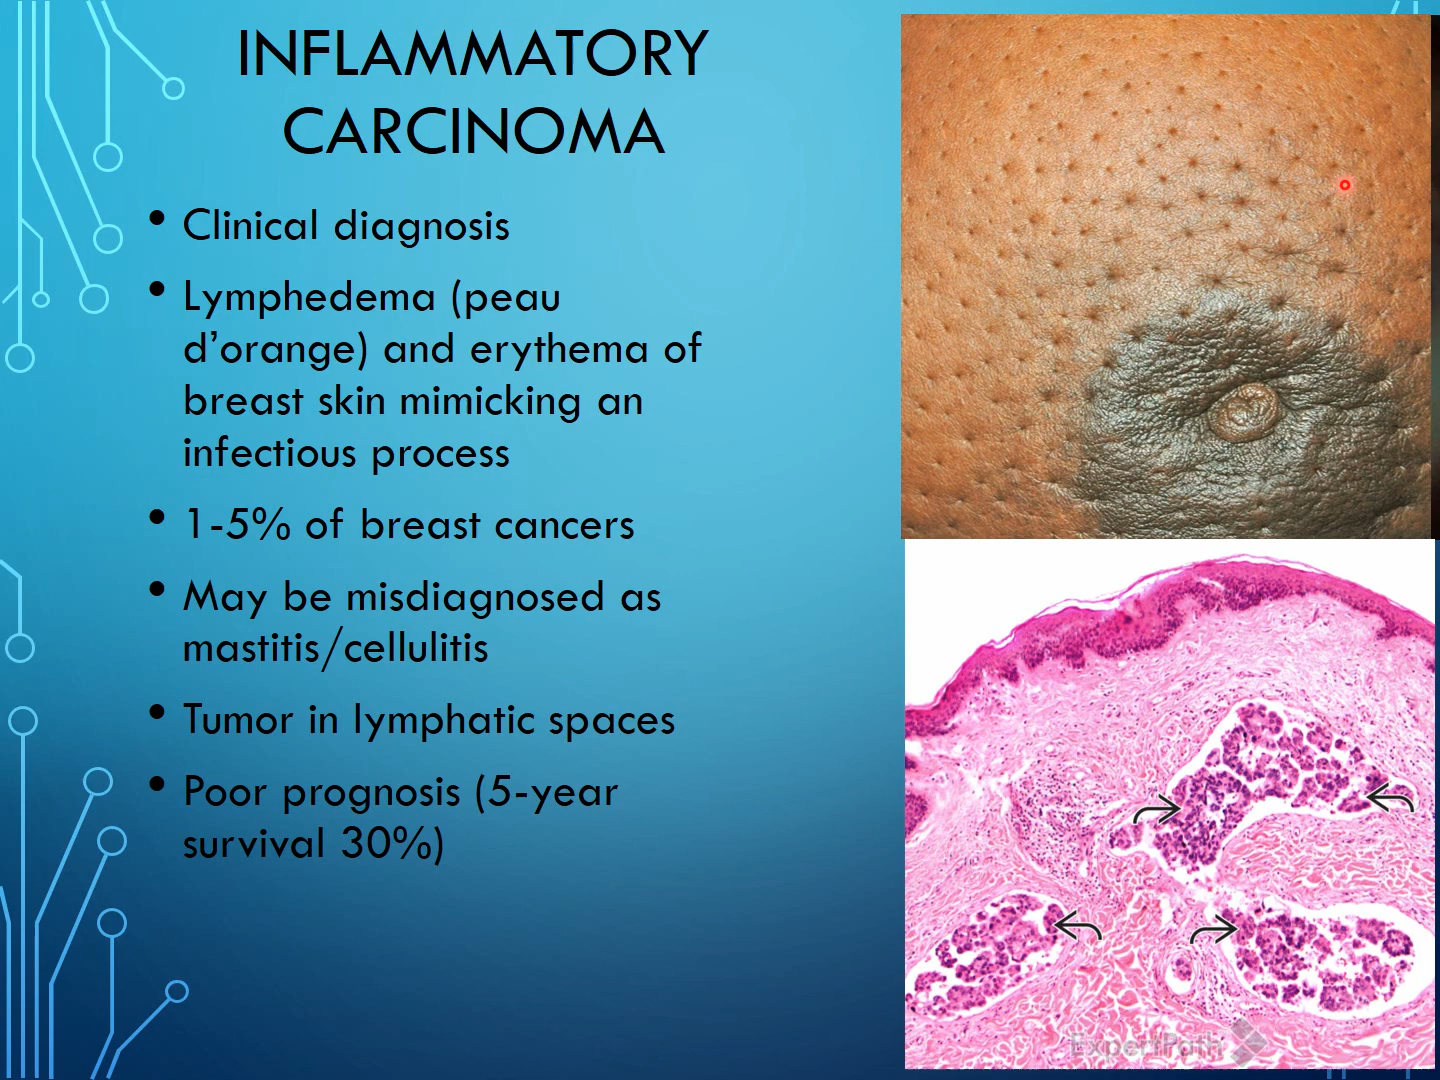 INFLAMMATORY
CARCINOMA
• Clinical diagnosis
• Lymphedema (peau
d’orange) and erythema of
breast skin mimicking an
infectious process
• 1-5% of breast cancers
• May be misdiagnosed as
mastitis/cellulitis
• Tumor in lymphatic spaces
• Poor prognosis (5-year
survival 30%)
ExpertPath